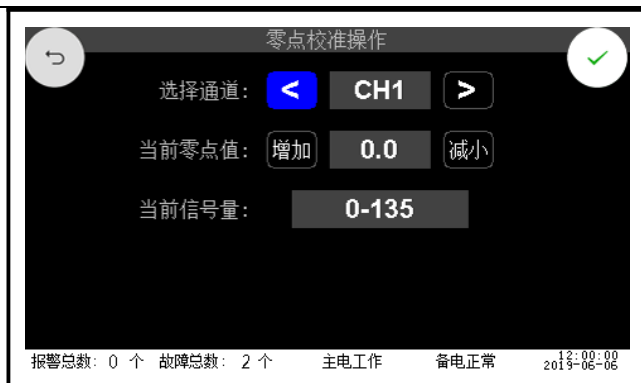 零点校准操作
选择通道: < CH1 >
当前零点值: 增加 0.0 减小
当前信号量: 0-135
报警总数: 0 个 故障总数: 2 个 主电工作 备电正常 12:00:00
2019-06-06